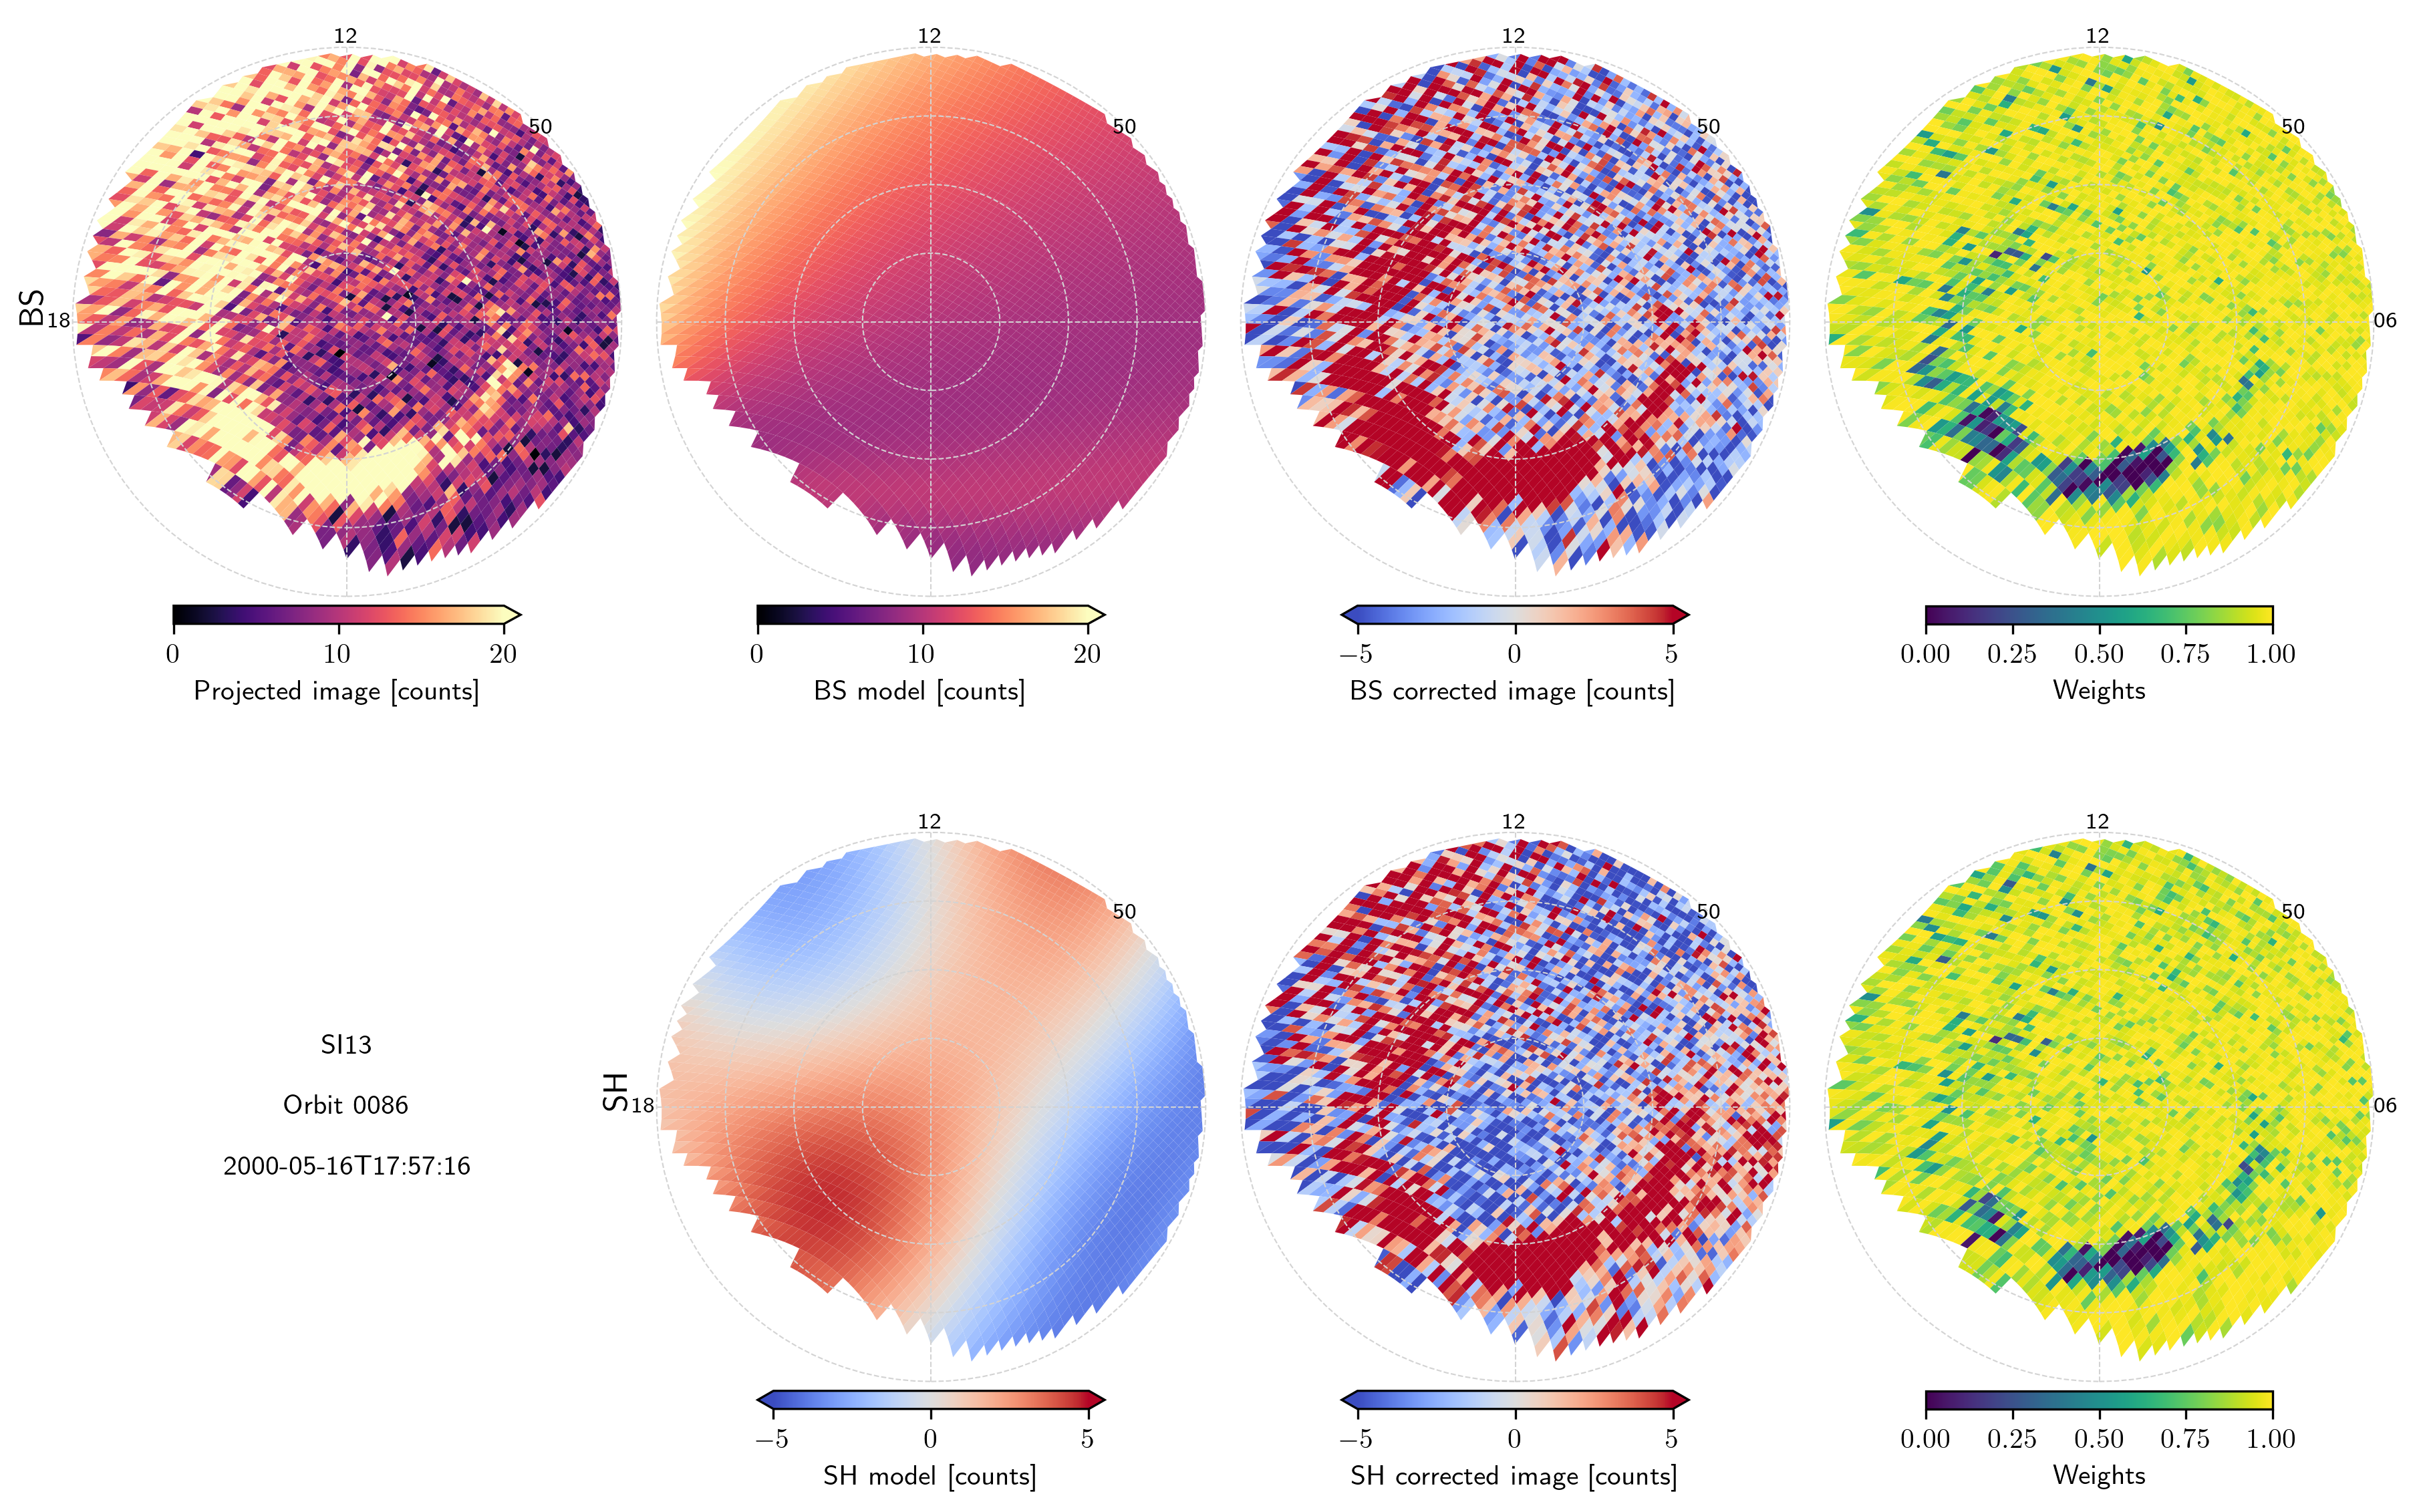 12 12 12 12
50 50 50 50
BS
18 06
0 10 20 0 10 20 −5 0 5 0.00 0.25 0.50 0.75 1.00
Projected image [counts] BS model [counts] BS corrected image [counts] Weights
12 12 12
50 50 50
SI13
Orbit 0086
2000-05-16T17:57:16
SH
18 06
−5 0 5 −5 0 5 0.00 0.25 0.50 0.75 1.00
SH model [counts] SH corrected image [counts] Weights